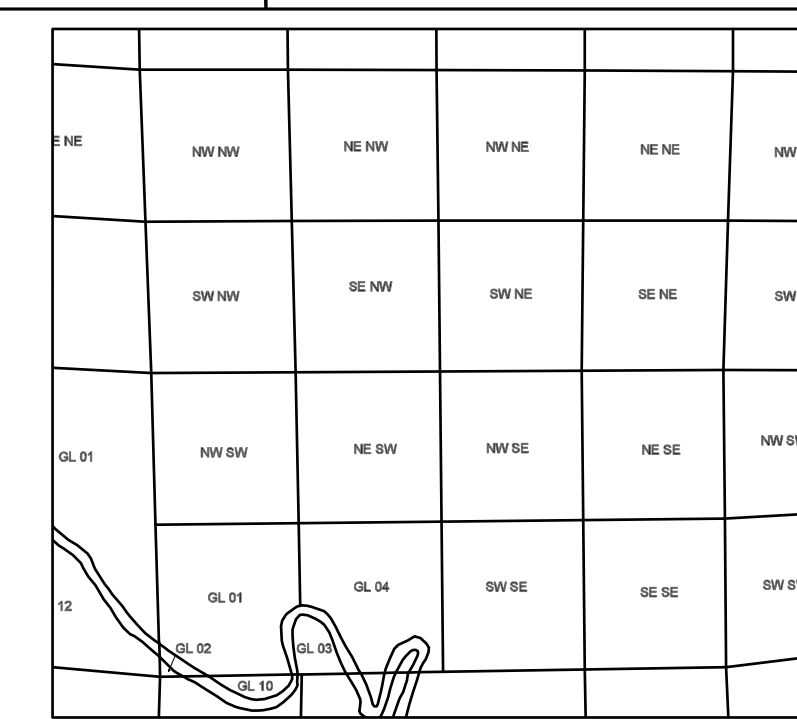 E NE
NW NW
NE NW
NW NE
NE NE
NW
SW NW
SE NW
SW NE
SE NE
SW
GL 01
NW SW
NE SW
NW SE
NE SE
NW S
12
GL 01
GL 04
SW SE
SE SE
SW S
GL 02
GL 03
GL 10